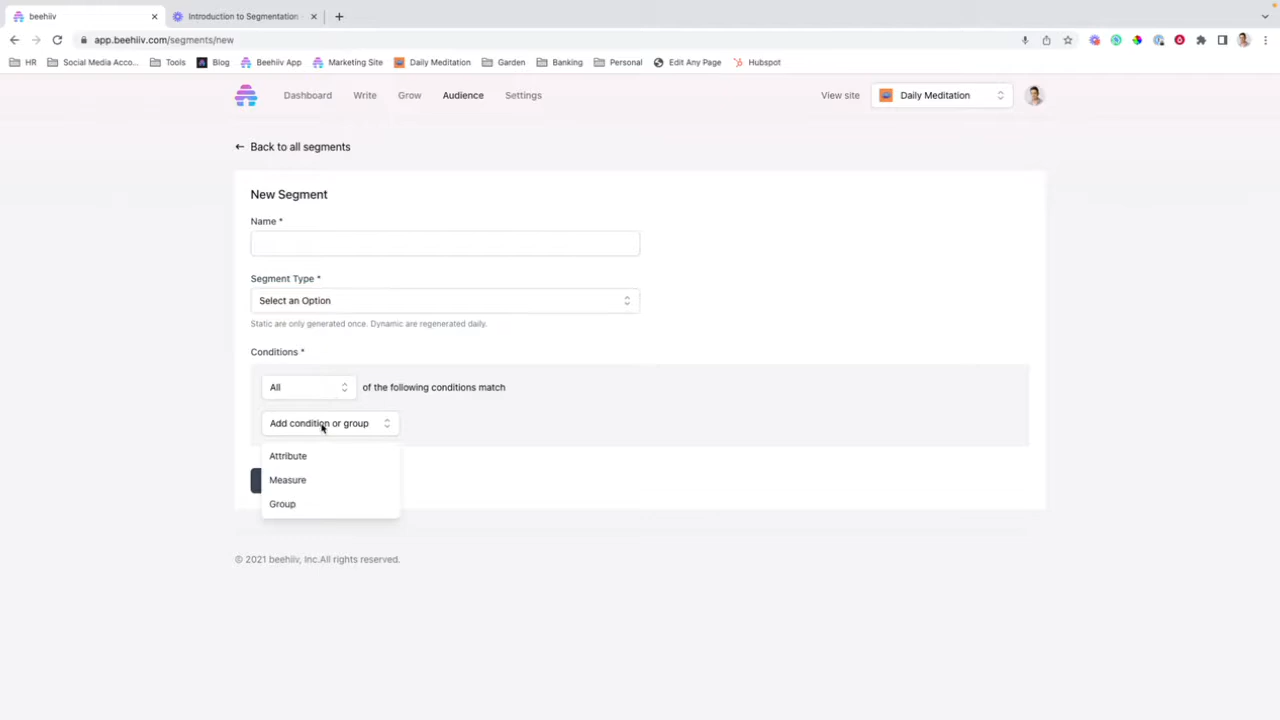 beehiiv
Introduction to Segmentation
app.beehiiv.com/segments/new
HR
Social Media Acco...
Tools
Blog
Beehiiv App
Marketing Site
Daily Meditation
Garden
Banking
Personal
Edit Any Page
Hubspot
Dashboard
Write
Grow
Audience
Settings
View site
Daily Meditation
← Back to all segments
New Segment
Name *
Segment Type *
Select an Option
Static are only generated once. Dynamic are regenerated daily.
Conditions *
All of the following conditions match
Add condition or group
Attribute
Measure
Group
© 2021 beehiiv, Inc.All rights reserved.